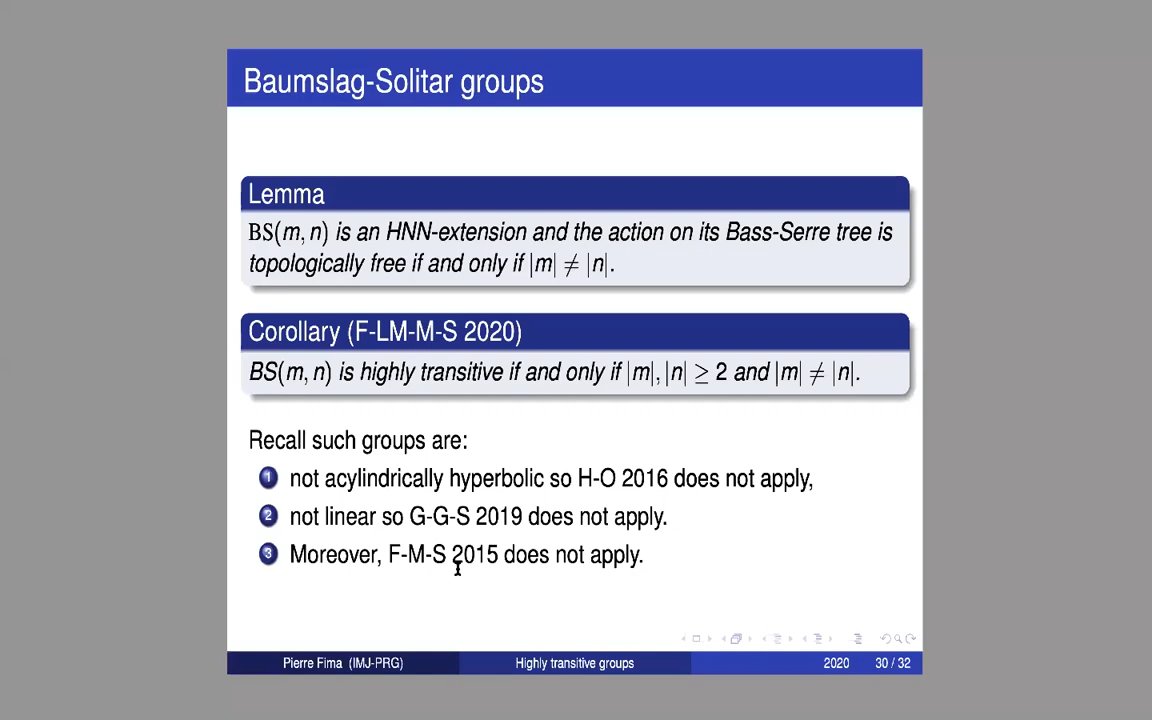 Baumslag-Solitar groups
Lemma
BS(m, n) is an HNN-extension and the action on its Bass-Serre tree is
topologically free if and only if |m| ≠ |n|.
Corollary (F-LM-M-S 2020)
BS(m, n) is highly transitive if and only if |m|, |n| ≥ 2 and |m| ≠ |n|.
Recall such groups are:
1 not acylindrically hyperbolic so H-O 2016 does not apply,
2 not linear so G-G-S 2019 does not apply.
3 Moreover, F-M-S 2015 does not apply.
Pierre Fima (IMJ-PRG) Highly transitive groups 2020 30 / 32